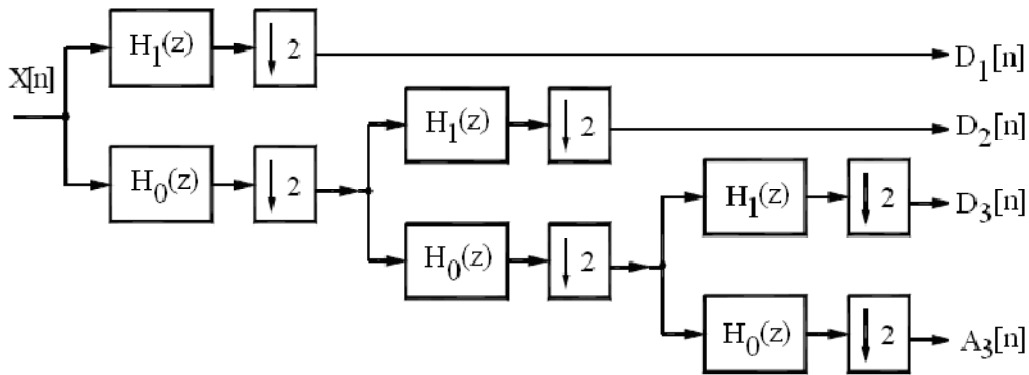 H₁(z) ↓ 2 D₁[n]
X[n]
H₁(z) ↓ 2 D₂[n]
H₀(z) ↓ 2
H₁(z) ↓ 2 D₃[n]
H₀(z) ↓ 2
H₀(z) ↓ 2 A₃[n]